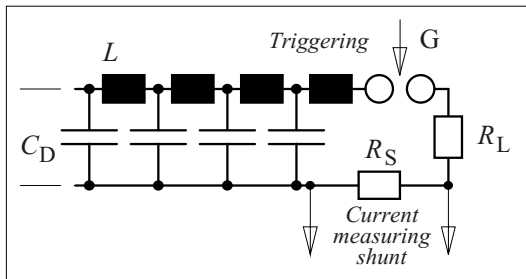 L
Triggering
G
C_D
R_S
R_L
Current
measuring
shunt